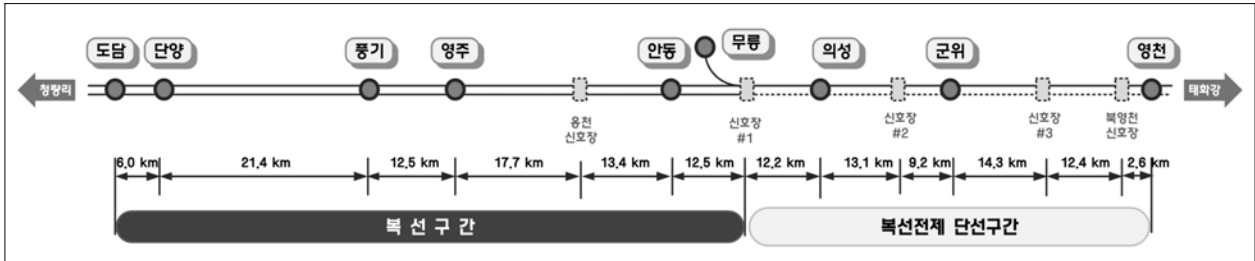 도담 단양 풍기 영주 안동 무릉 의성 군위 영천
청량리 태화강
옹천
신호장
신호장
#1
신호장
#2
신호장
#3
북영천
신호장
6.0 km 21.4 km 12.5 km 17.7 km 13.4 km 12.5 km 12.2 km 13.1 km 9.2 km 14.3 km 12.4 km 2.6 km
복 선 구 간 복선전제 단선구간